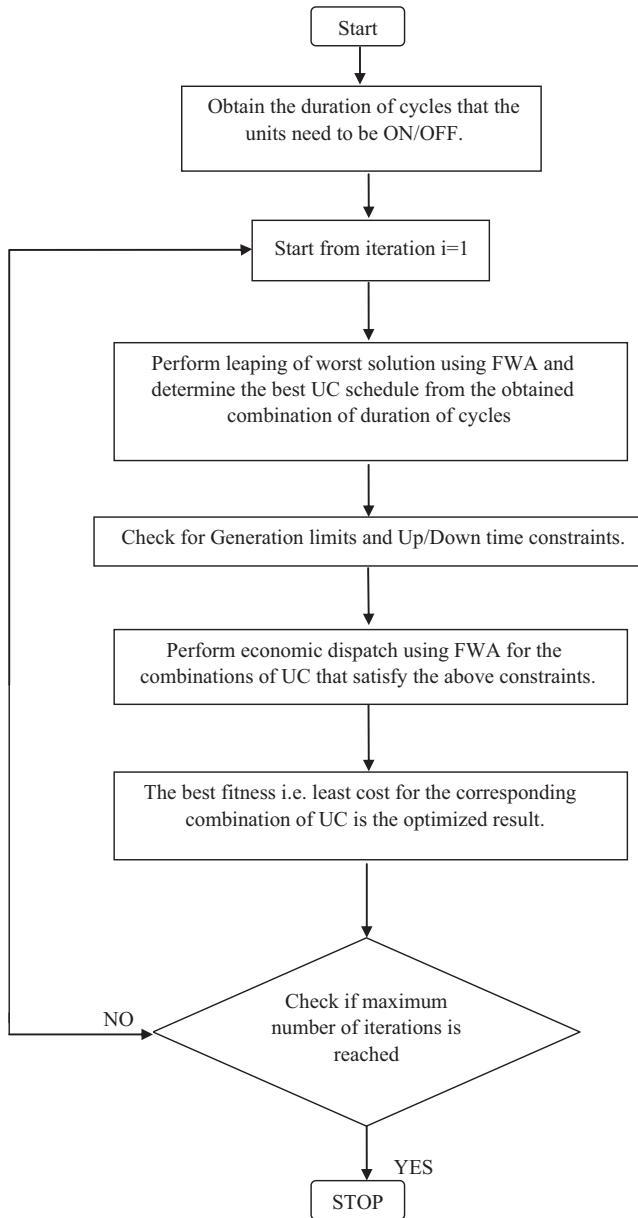 Start
Obtain the duration of cycles that the
units need to be ON/OFF.
Start from iteration i=1
Perform leaping of worst solution using FWA and
determine the best UC schedule from the obtained
combination of duration of cycles
Check for Generation limits and Up/Down time constraints.
Perform economic dispatch using FWA for the
combinations of UC that satisfy the above constraints.
The best fitness i.e. least cost for the corresponding
combination of UC is the optimized result.
Check if maximum
number of iterations is
reached
NO
YES
STOP